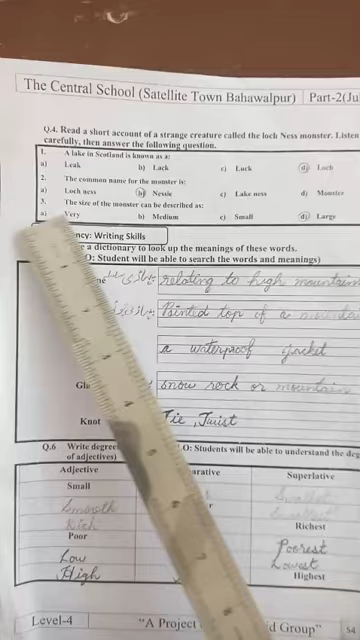 The Central School (Satellite Town Bahawalpur) Part-2(Ju
Q.4. Read a short account of a strange creature called the loch Ness monster. Listen
carefully, then answer the following question.
1. A lake in Scotland is known as a:
a) Leak b) Lack c) Luck d) Loch
2. The common name for the monster is:
a) Loch ness b) Nessie c) Lake ness d) Monster
3. The size of the monster can be described as:
a) Very b) Medium c) Small d) Large
ncy: Writing Skills
e a dictionary to look up the meanings of these words.
O: Student will be able to search the words and meanings)
relating to high mountain
Pointed top of a mountai
a waterproof jacket
snow rock or mountain
Knot Tie, Twist
Q.6 Write degree O: Students will be able to understand the deg
of adjectives)
Adjective arative Superlative
Small
Smooth
Rich Richest
Poor Poorest
Low Lowest
High Highest
Level-4 "A Project id Group" 54